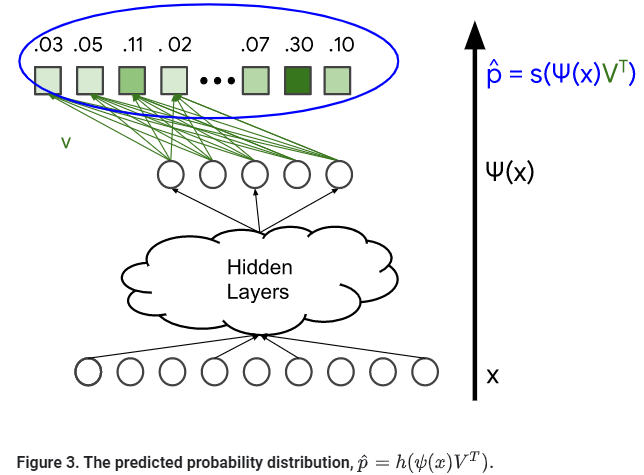 .03 .05 .11 .02 ••• .07 .30 .10
p̂ = s(Ψ(x)Vᵀ)
V
Ψ(x)
Hidden
Layers
x
Figure 3. The predicted probability distribution, p̂ = h(ψ(x)Vᵀ).